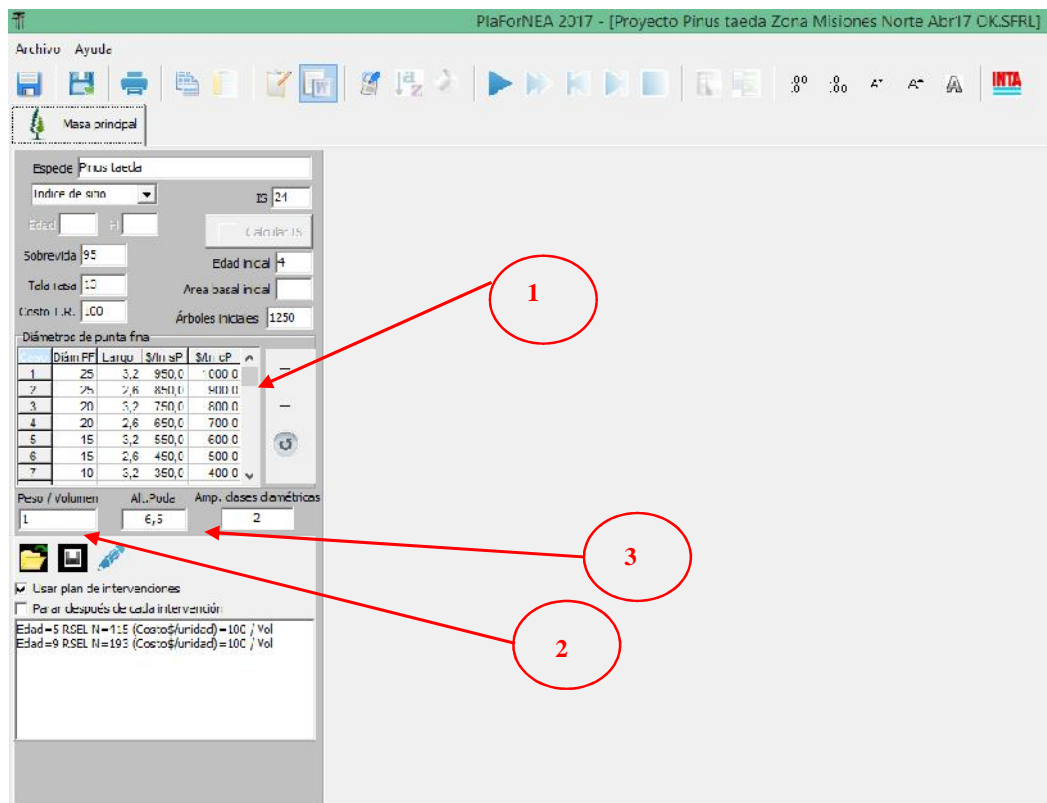 PlaForNEA 2017 - [Proyecto Pinus taeda Zona Misiones Norte Abr17 OK.SFRL]
Archivo Ayuda
INTA
Masa principal
Especie Pinus taeda
Indice de sitio IS 24
Edad H Calcular IS
Sobrevida 95 Edad inicial 4
Tala rasa Area basal inicial
Costo T.R. 100 Árboles iniciales 1250
Diámetros de punta fina
Diám PF Largo $/tn sP $/tn cP
1 25 3,2 950,0 1000,0
2 25 2,6 850,0 900,0
3 20 3,2 750,0 800,0
4 20 2,6 650,0 700,0
5 15 3,2 550,0 600,0
6 15 2,6 450,0 500,0
7 10 3,2 350,0 400,0
Peso / Volumen Alt.Poda Amp. clases diamétricas
1 6,5 2
Usar plan de intervenciones
Parar después de cada intervención
Edad=5 RSEL N=415 (Costo$/unidad)=100 / Vol
Edad=9 RSEL N=193 (Costo$/unidad)=100 / Vol
1
3
2